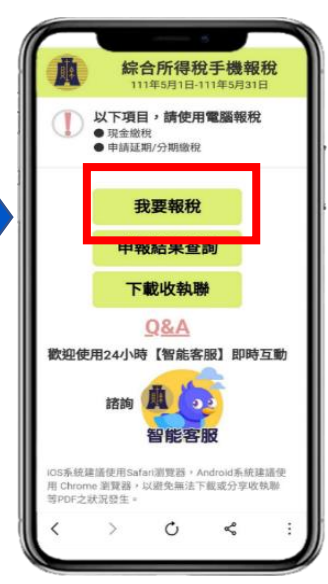 綜合所得稅手機報稅
111年5月1日-111年5月31日
以下項目，請使用電腦報稅
● 現金繳稅
● 申請延期/分期繳稅
我要報稅
申報結果查詢
下載收執聯
Q&A
歡迎使用24小時【智能客服】即時互動
諮詢
智能客服
iOS系統建議使用Safari瀏覽器，Android系統建議使
用 Chrome 瀏覽器，以避免無法下載或分享收執聯
等PDF之狀況發生。